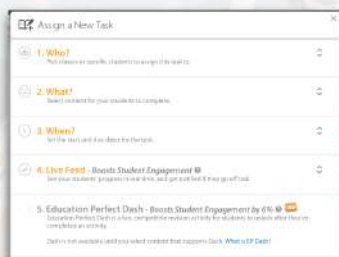 Assign a New Task
1. Who?
Pick classes or specific students to assign this task to.
2. What?
Select content for your students to complete.
3. When?
Set the start and due date for the task.
4. Live Feed - Boosts Student Engagement
See your students' progress in real time, and get notified if they go off task.
5. Education Perfect Dash - Boosts Student Engagement by 6%
Education Perfect Dash is a fun, competitive revision activity for students to unlock after they've
completed an activity.
Dash is not available until you select content that supports Dash. What is EP Dash?